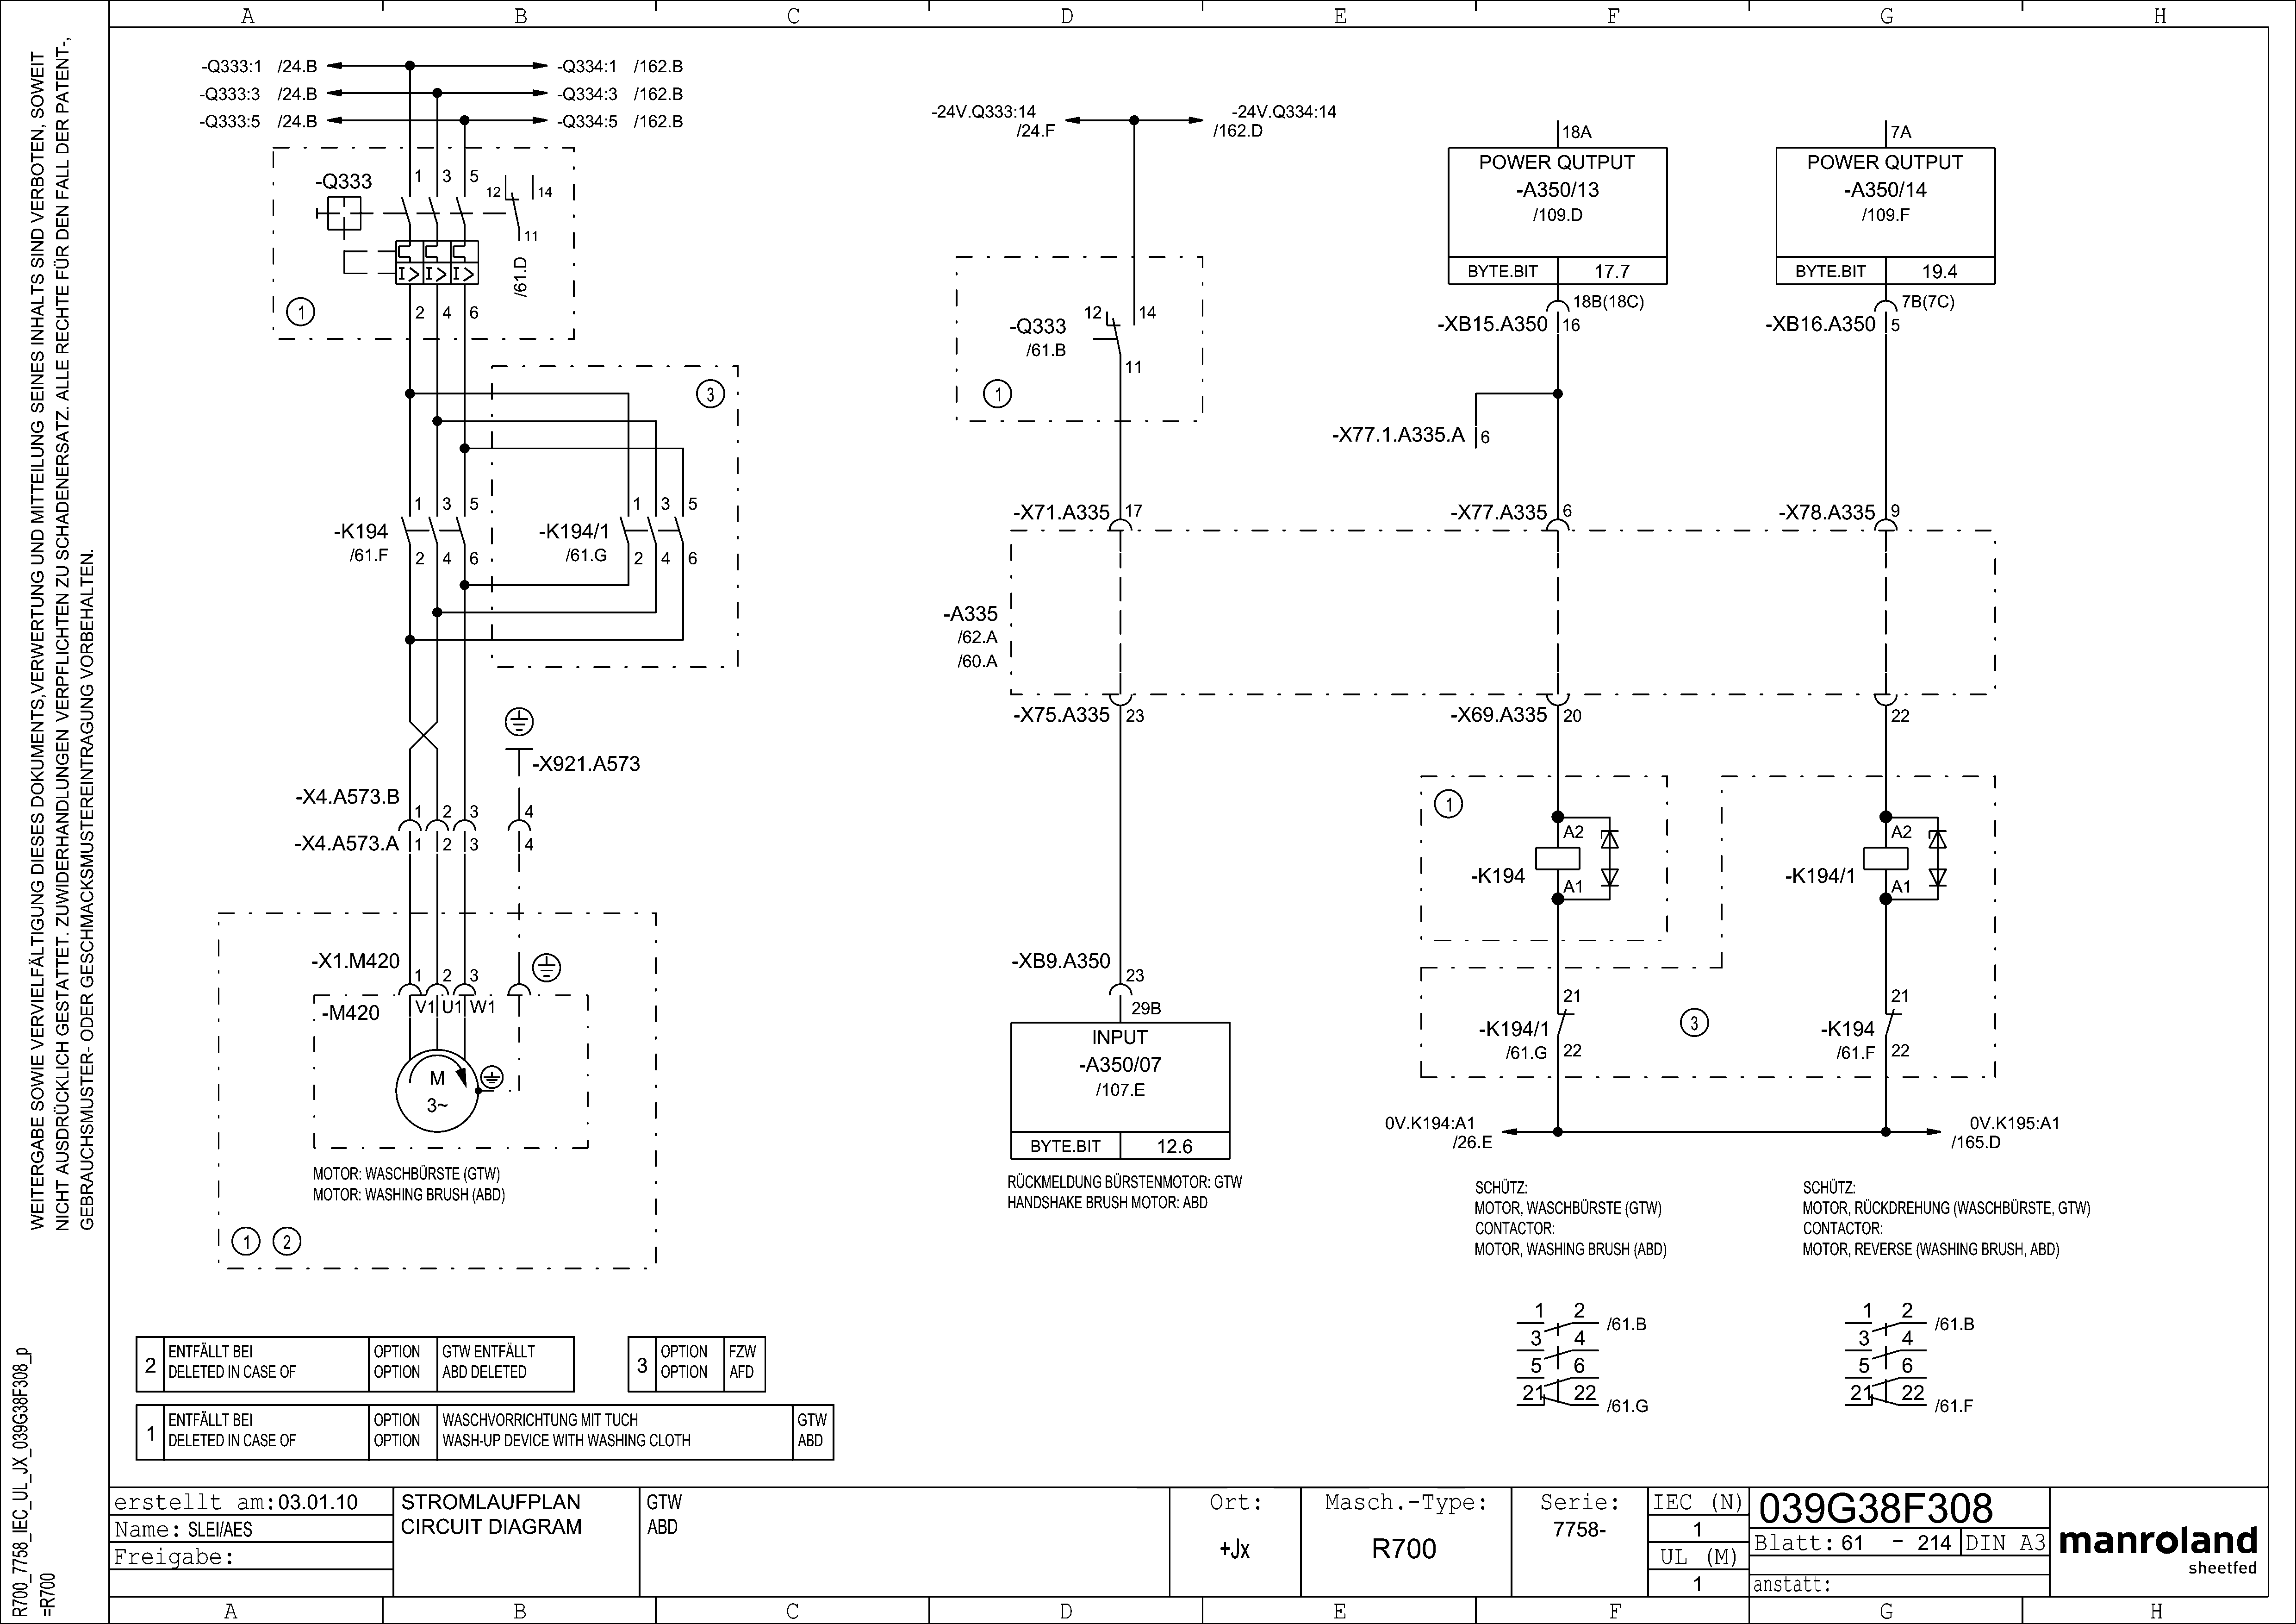 A B C D E F G H
WEITERGABE SOWIE VERVIELFÄLTIGUNG DIESES DOKUMENTS,VERWERTUNG UND MITTEILUNG SEINES INHALTS SIND VERBOTEN, SOWEIT
NICHT AUSDRÜCKLICH GESTATTET. ZUWIDERHANDLUNGEN VERPFLICHTEN ZU SCHADENERSATZ. ALLE RECHTE FÜR DEN FALL DER PATENT-,
GEBRAUCHSMUSTER- ODER GESCHMACKSMUSTEREINTRAGUNG VORBEHALTEN.
R700_7758_IEC_UL_JX_039G38F308_p
=R700
-Q333:1 /24.B -Q334:1 /162.B
-Q333:3 /24.B -Q334:3 /162.B
-Q333:5 /24.B -Q334:5 /162.B
-Q333 1 3 5 12 14
11
I> I> I>
/61.D
1 2 4 6
3
1 3 5 1 3 5
-K194 -K194/1
/61.F 2 4 6 /61.G 2 4 6
-X921.A573
-X4.A573.B 1 2 3 4
-X4.A573.A 1 2 3 4
-X1.M420 1 2 3
-M420 V1 U1 W1
M
3~
MOTOR: WASCHBÜRSTE (GTW)
MOTOR: WASHING BRUSH (ABD)
1 2
-24V.Q333:14 -24V.Q334:14
/24.F /162.D
12 14
-Q333
/61.B
11
1
-X71.A335 17
-A335
/62.A
/60.A
-X75.A335 23
-XB9.A350
23
29B
INPUT
-A350/07
/107.E
BYTE.BIT 12.6
RÜCKMELDUNG BÜRSTENMOTOR: GTW
HANDSHAKE BRUSH MOTOR: ABD
18A
POWER QUTPUT
-A350/13
/109.D
BYTE.BIT 17.7
18B(18C)
-XB15.A350 16
-X77.1.A335.A 6
-X77.A335 6
-X69.A335 20
1
A2
-K194
A1
21
-K194/1
/61.G 22
3
0V.K194:A1
/26.E
SCHÜTZ:
MOTOR, WASCHBÜRSTE (GTW)
CONTACTOR:
MOTOR, WASHING BRUSH (ABD)
1 2 /61.B
3 4
5 6
21 22 /61.G
7A
POWER QUTPUT
-A350/14
/109.F
BYTE.BIT 19.4
7B(7C)
-XB16.A350 5
-X78.A335 9
22
A2
-K194/1
A1
21
-K194
/61.F 22
0V.K195:A1
/165.D
SCHÜTZ:
MOTOR, RÜCKDREHUNG (WASCHBÜRSTE, GTW)
CONTACTOR:
MOTOR, REVERSE (WASHING BRUSH, ABD)
1 2 /61.B
3 4
5 6
21 22 /61.F
2 ENTFÄLLT BEI OPTION GTW ENTFÄLLT
DELETED IN CASE OF OPTION ABD DELETED
3 OPTION FZW
OPTION AFD
1 ENTFÄLLT BEI OPTION WASCHVORRICHTUNG MIT TUCH GTW
DELETED IN CASE OF OPTION WASH-UP DEVICE WITH WASHING CLOTH ABD
erstellt am: 03.01.10
Name: SLEI/AES
Freigabe:
STROMLAUFPLAN
CIRCUIT DIAGRAM
GTW
ABD
Ort:
+Jx
Masch.-Type:
R700
Serie:
7758-
IEC (N)
1
UL (M)
1
039G38F308
Blatt: 61 - 214 DIN A3
anstatt:
manroland
sheetfed
A B C D E F G H